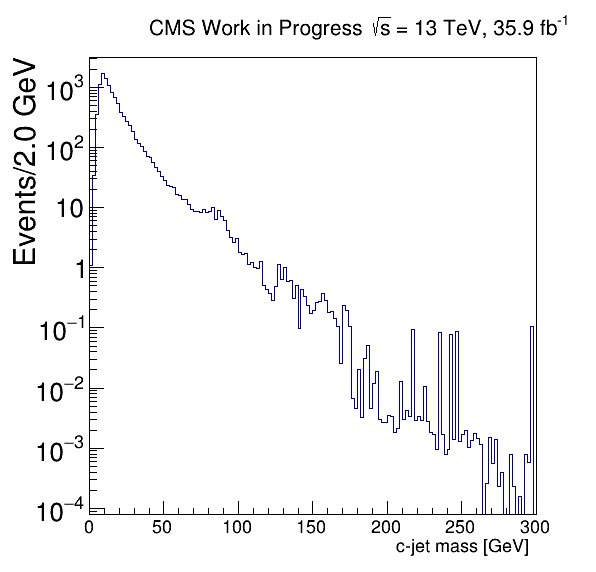 CMS Work in Progress √s = 13 TeV, 35.9 fb⁻¹
Events/2.0 GeV
10³
10²
10
1
10⁻¹
10⁻²
10⁻³
10⁻⁴
0 50 100 150 200 250 300
c-jet mass [GeV]